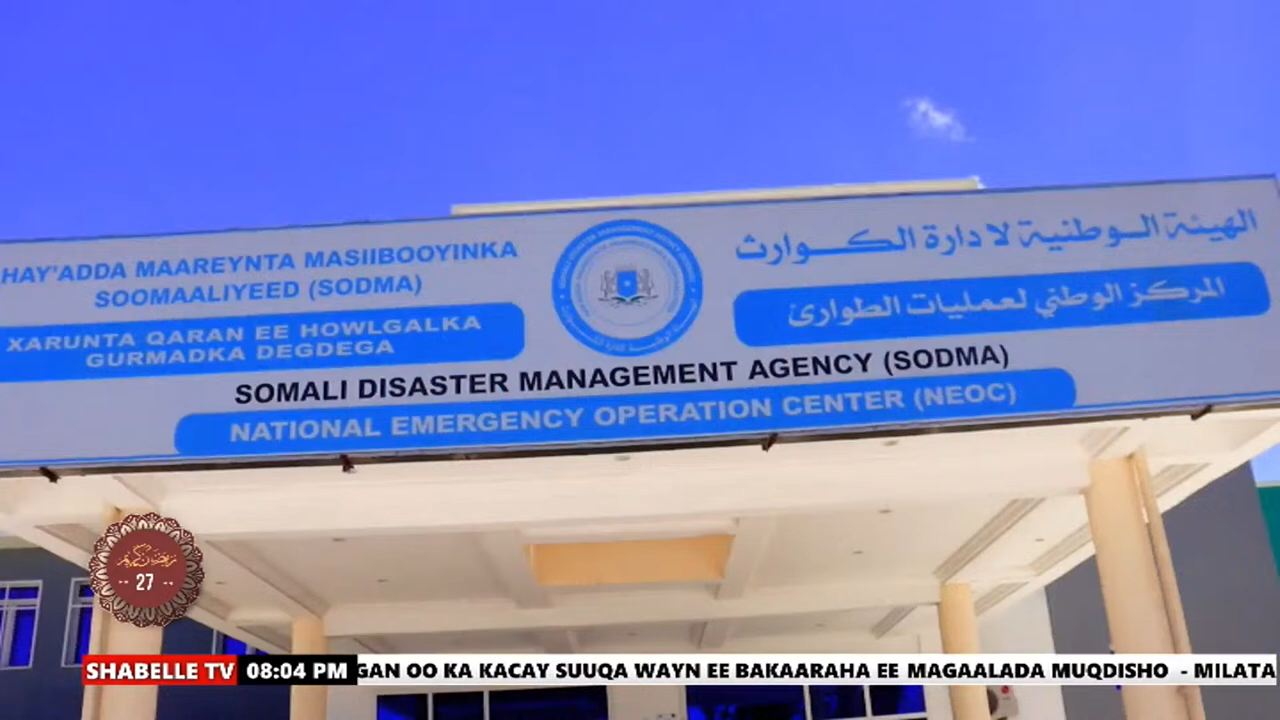 HAY'ADDA MAAREYNTA MASIIBOOYINKA
SOOMAALIYEED (SODMA)
XARUNTA QARAN EE HOWLGALKA
GURMADKA DEGDEGA
الهيئة الوطنية لادارة الكوارث
المركز الوطني لعمليات الطوارئ
SOMALI DISASTER MANAGEMENT AGENCY (SODMA)
NATIONAL EMERGENCY OPERATION CENTER (NEOC)
رمضان كريم
27
SHABELLE TV 08:04 PM GAN OO KA KACAY SUUQA WAYN EE BAKAARAHA EE MAGAALADA MUQDISHO - MILATA